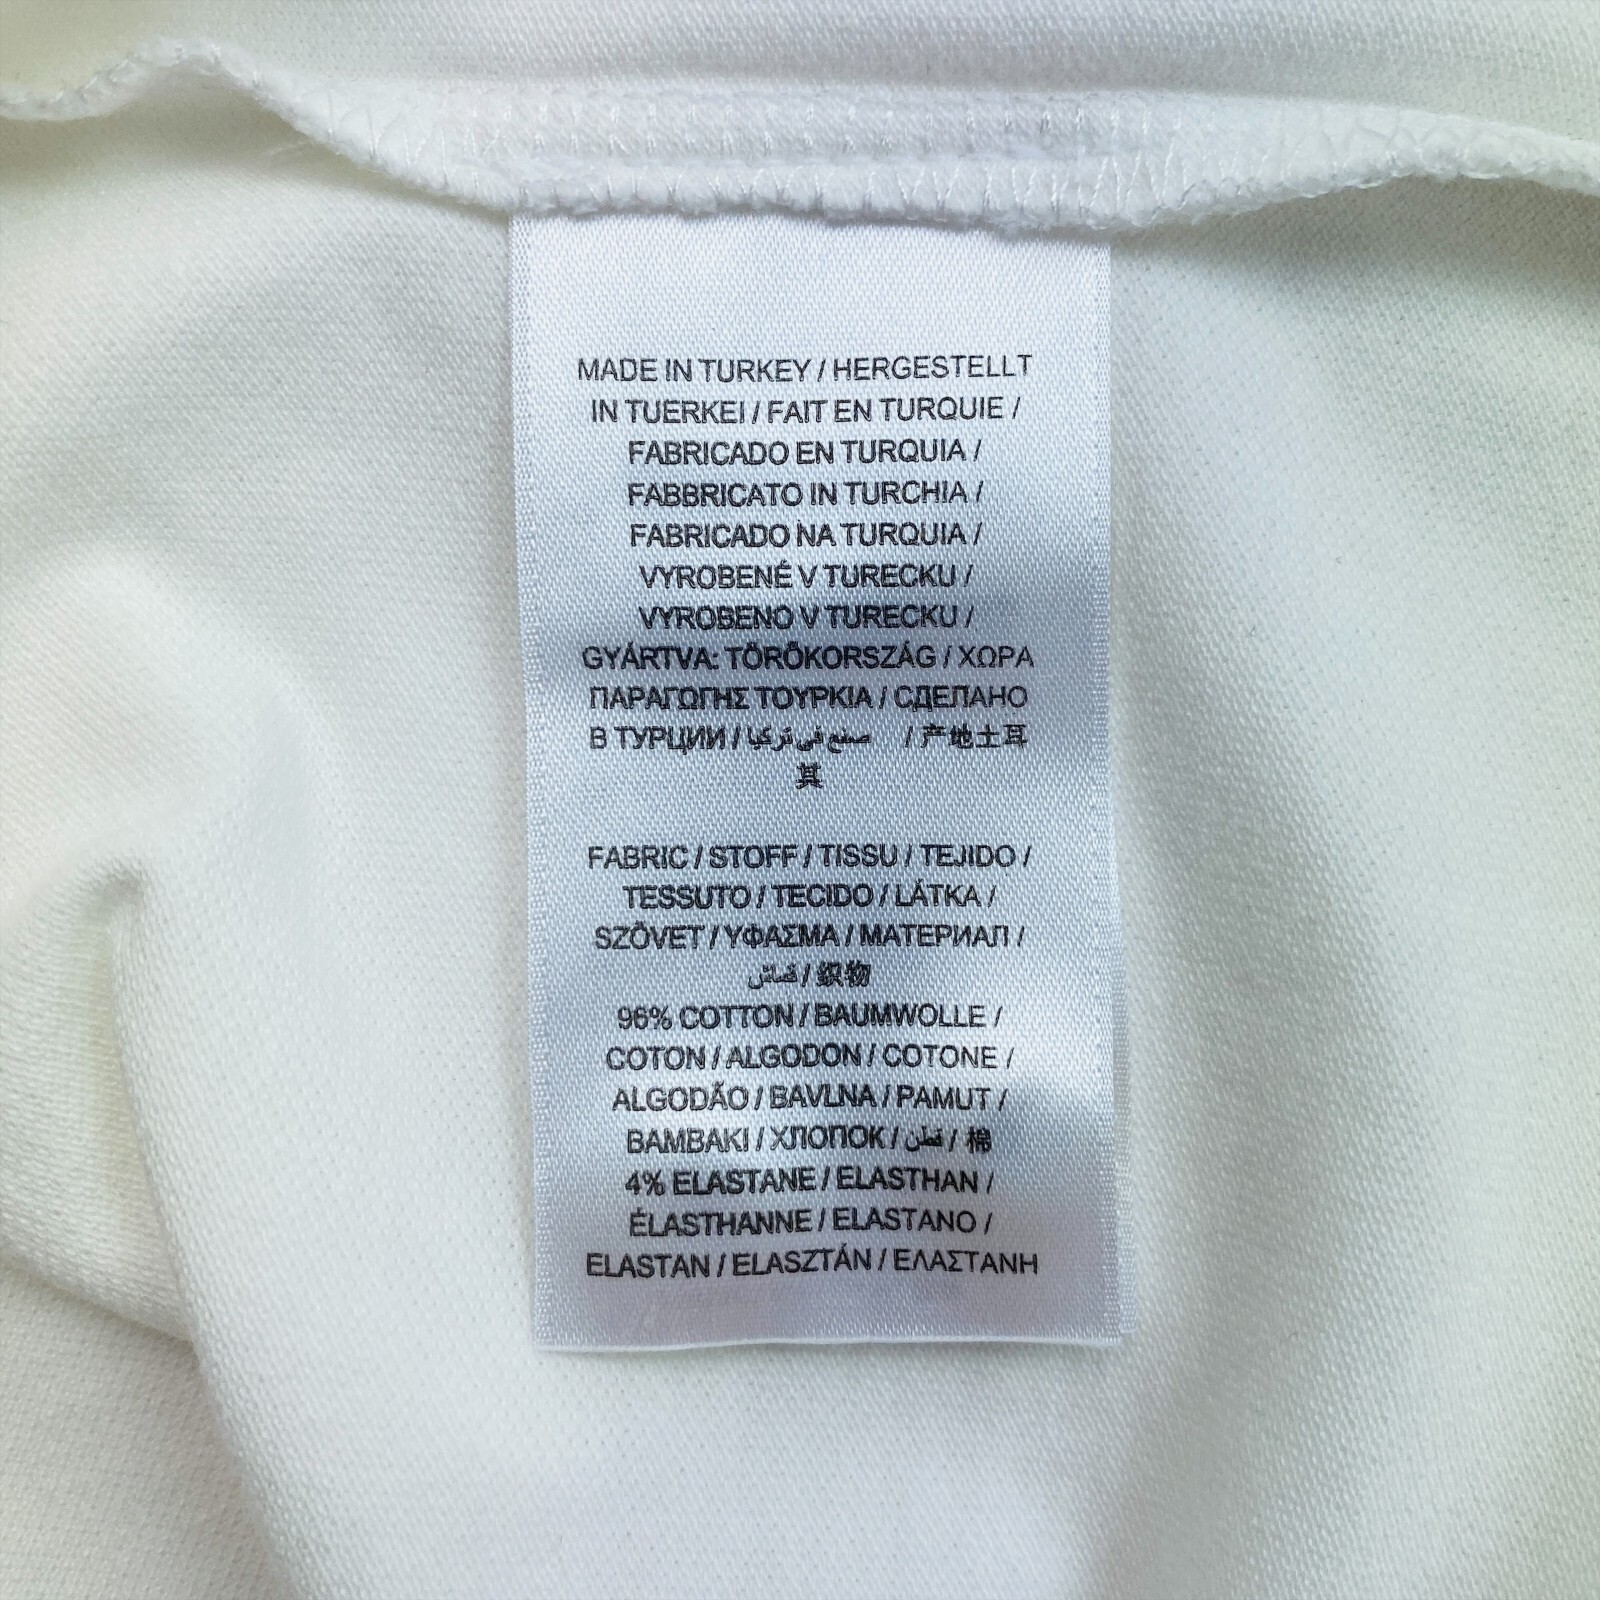 MADE IN TURKEY / HERGESTELLT
IN TUERKEI / FAIT EN TURQUIE /
FABRICADO EN TURQUIA /
FABBRICATO IN TURCHIA /
FABRICADO NA TURQUIA /
VYROBENÉ V TURECKU /
VYROBENO V TURECKU /
GYÁRTVA: TÖRÖKORSZÁG / ΧΩΡΑ
ΠΑΡΑΓΩΓΗΣ ΤΟΥΡΚΙΑ / СДЕЛАНО
В ТУРЦИИ / صنع في تركيا / 产地土耳
其
FABRIC / STOFF / TISSU / TEJIDO /
TESSUTO / TECIDO / LÁTKA /
SZÖVET / ΥΦΑΣΜΑ / МАТЕРИАЛ /
قماش / 织物
96% COTTON / BAUMWOLLE /
COTON / ALGODON / COTONE /
ALGODÃO / BAVLNA / PAMUT /
ΒΑΜΒΑΚΙ / ХЛОПОК / قطن / 棉
4% ELASTANE / ELASTHAN /
ÉLASTHANNE / ELASTANO /
ELASTAN / ELASZTÁN / ΕΛΑΣΤΑΝΗ